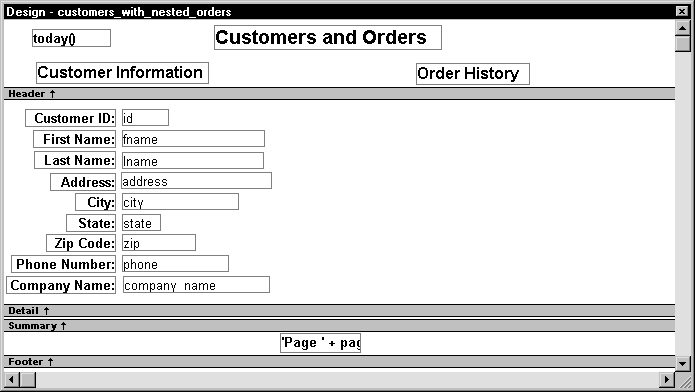 Design - customers_with_nested_orders
today()
Customers and Orders
Customer Information
Order History
Header ↑
Customer ID: id
First Name: fname
Last Name: lname
Address: address
City: city
State: state
Zip Code: zip
Phone Number: phone
Company Name: company_name
Detail ↑
Summary ↑
'Page ' + pag
Footer ↑